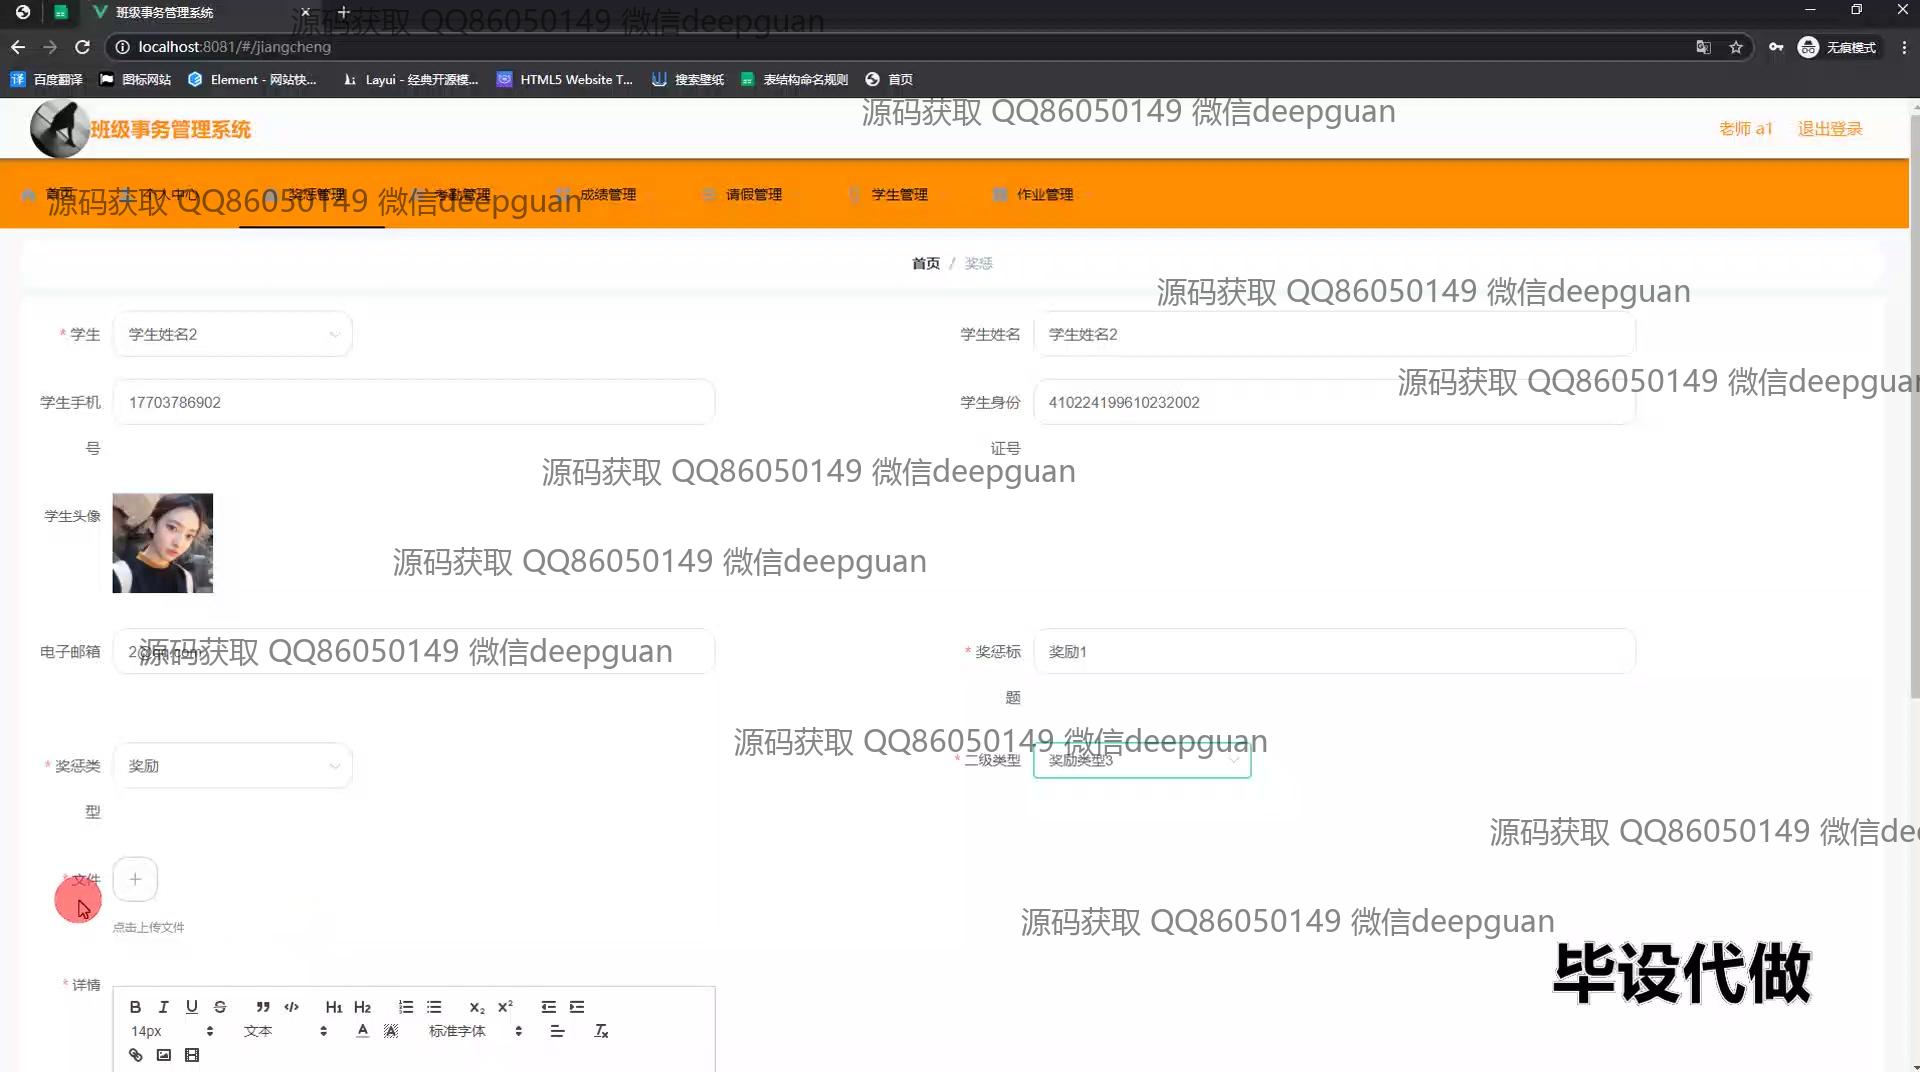 班级事务管理系统
源码获取 QQ86050149 微信deepguan
localhost:8081/#/jiangcheng
无痕模式
百度翻译 图标网站 Element - 网站快... Layui - 经典开源模... HTML5 Website T... 搜索壁纸 表结构命名规则 首页
源码获取 QQ86050149 微信deepguan
班级事务管理系统
老师 a1 退出登录
首页 个人中心 奖惩管理 考勤管理 成绩管理 请假管理 学生管理 作业管理
源码获取 QQ86050149 微信deepguan
首页 / 奖惩
源码获取 QQ86050149 微信deepguan
* 学生 学生姓名2 学生姓名 学生姓名2
源码获取 QQ86050149 微信deepguan
学生手机号 17703786902 学生身份证号 410224199610232002
源码获取 QQ86050149 微信deepguan
学生头像
源码获取 QQ86050149 微信deepguan
电子邮箱 2@qq.com * 奖惩标题 奖励1
源码获取 QQ86050149 微信deepguan
源码获取 QQ86050149 微信deepguan
* 奖惩类型 奖励 * 二级类型 奖励类型3
源码获取 QQ86050149 微信de
* 文件
点击上传文件
源码获取 QQ86050149 微信deepguan
毕设代做
* 详情
B I U S H1 H2 x₂ x²
14px 文本 A A 标准字体 Tx